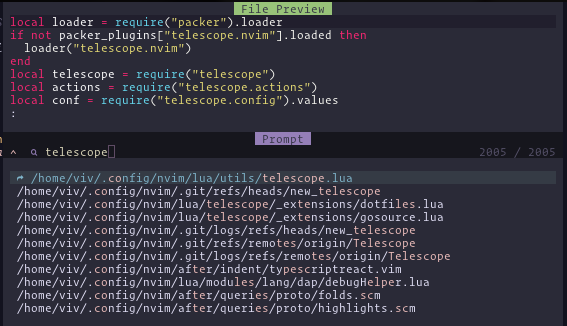 File Preview
local loader = require("packer").loader
if not packer_plugins["telescope.nvim"].loaded then
  loader("telescope.nvim")
end
local telescope = require("telescope")
local actions = require("telescope.actions")
local conf = require("telescope.config").values
:
Prompt
telescope 2005 / 2005
/home/viv/.config/nvim/lua/utils/telescope.lua
/home/viv/.config/nvim/.git/refs/heads/new_telescope
/home/viv/.config/nvim/lua/telescope/_extensions/dotfiles.lua
/home/viv/.config/nvim/lua/telescope/_extensions/gosource.lua
/home/viv/.config/nvim/.git/logs/refs/heads/new_telescope
/home/viv/.config/nvim/.git/refs/remotes/origin/Telescope
/home/viv/.config/nvim/.git/logs/refs/remotes/origin/Telescope
/home/viv/.config/nvim/after/indent/typescriptreact.vim
/home/viv/.config/nvim/lua/modules/lang/dap/debugHelper.lua
/home/viv/.config/nvim/after/queries/proto/folds.scm
/home/viv/.config/nvim/after/queries/proto/highlights.scm